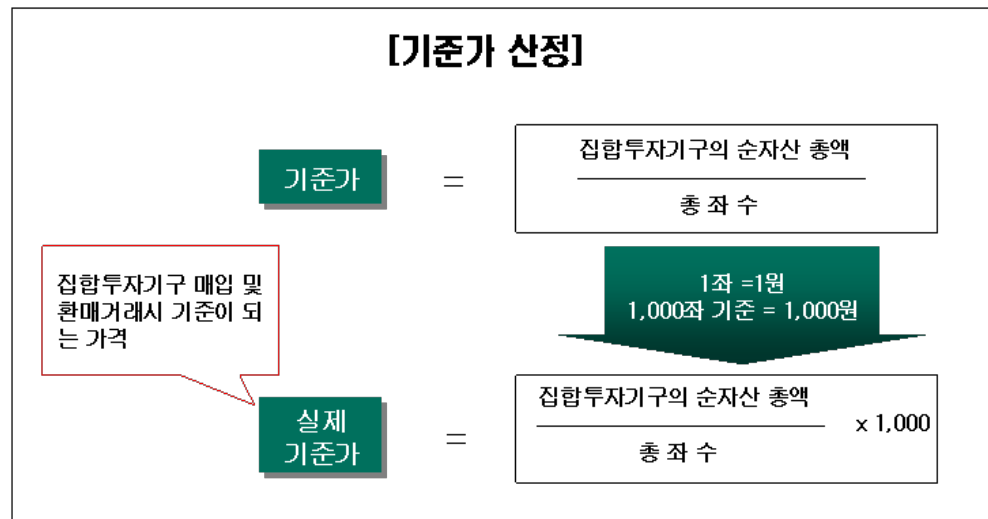 [기준가 산정]
기준가
=
집합투자기구의 순자산 총액
총 좌 수
집합투자기구 매입 및
환매거래시 기준이 되
는 가격
1좌 =1원
1,000좌 기준 = 1,000원
실제
기준가
=
집합투자기구의 순자산 총액
총 좌 수
x 1,000